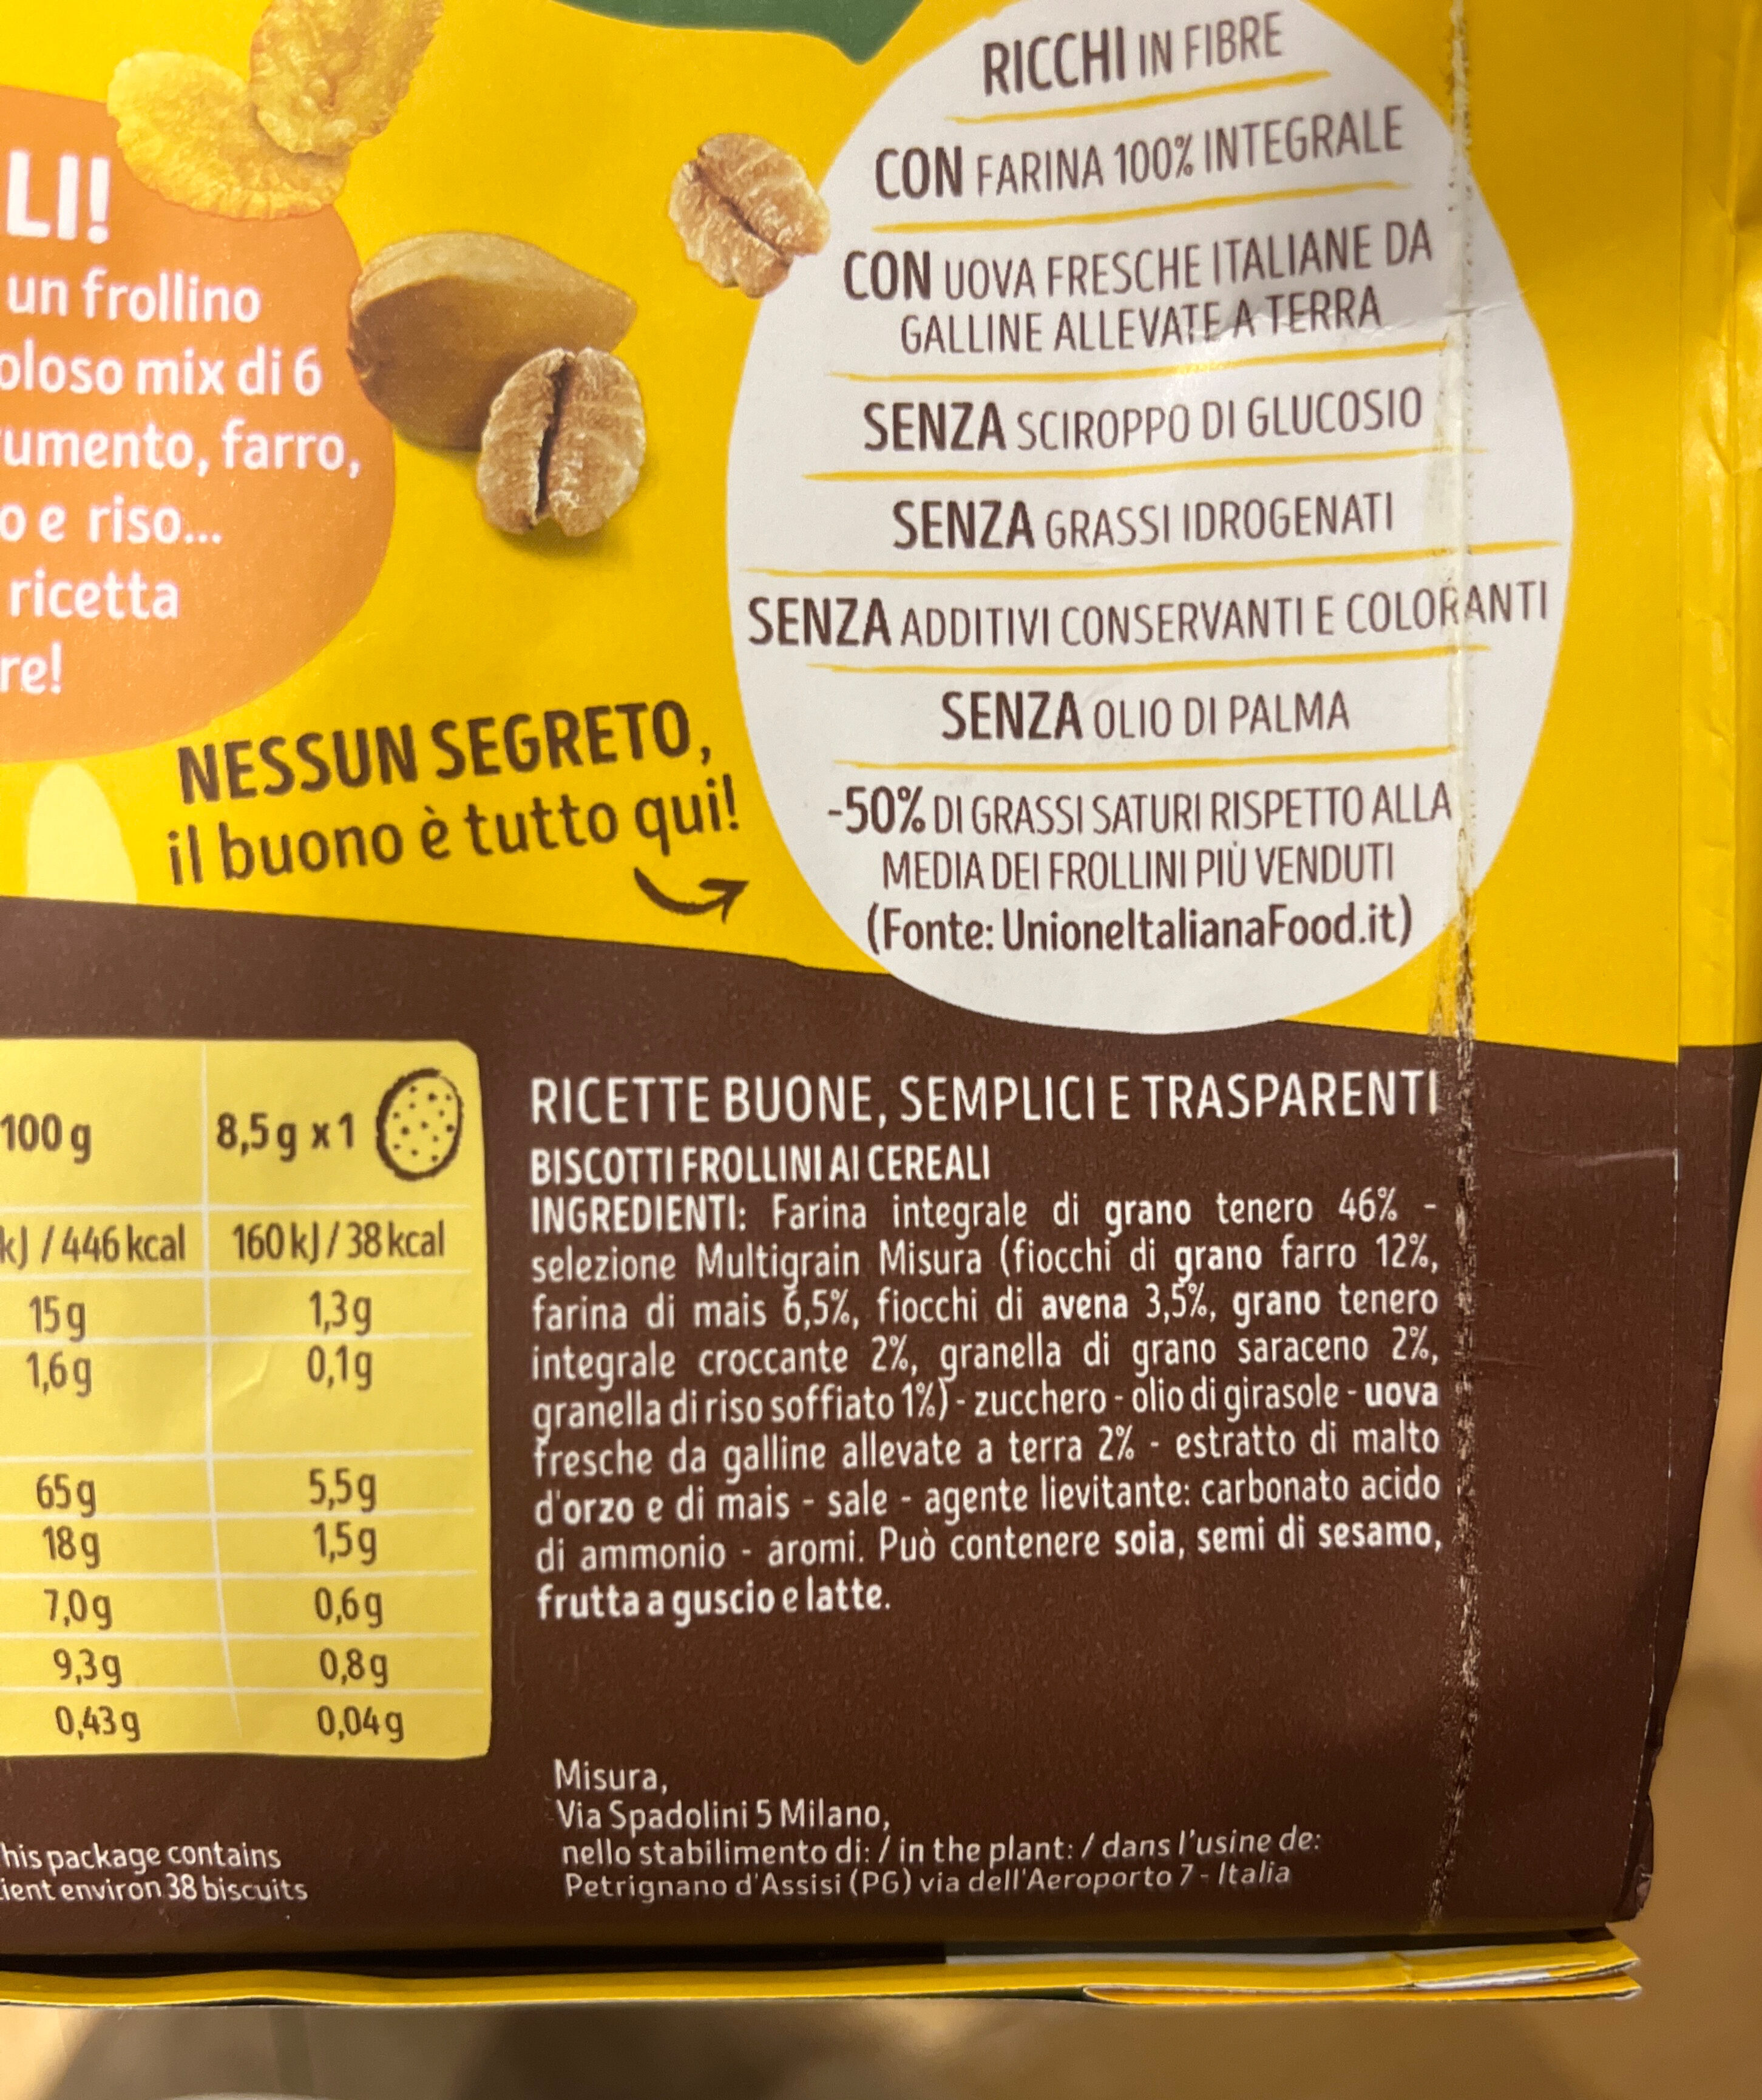 LI!
un frollino
mix di 6
farro,
e riso...
ricetta
RICCHI IN FIBRE
CON FARINA 100% INTEGRALE
CON UOVA FRESCHE ITALIANE DA
GALLINE ALLEVATE A TERRA
SENZA SCIROPPO DI GLUCOSIO
SENZA GRASSI IDROGENATI
SENZA ADDITIVI CONSERVANTI E COLORANTI
SENZA OLIO DI PALMA
-50% DI GRASSI SATURI RISPETTO ALLA
MEDIA DEI FROLLINI PIÙ VENDUTI
(Fonte: UnioneItalianaFood.it)
NESSUN SEGRETO,
il buono è tutto qui!
100 g 8,5 g x 1
kJ / 446 kcal 160 kJ / 38 kcal
15 g 1,3 g
1,6 g 0,1 g
65 g 5,5 g
18 g 1,5 g
7,0 g 0,6 g
9,3 g 0,8 g
0,43 g 0,04 g
package contains
environ 38 biscuits
RICETTE BUONE, SEMPLICI E TRASPARENTI
BISCOTTI FROLLINI AI CEREALI
INGREDIENTI: Farina integrale di grano tenero 46% -
selezione Multigrain Misura (fiocchi di grano farro 12%,
farina di mais 6,5%, fiocchi di avena 3,5%, grano tenero
integrale croccante 2%, granella di grano saraceno 2%,
granella di riso soffiato 1%) - zucchero - olio di girasole - uova
fresche da galline allevate a terra 2% - estratto di malto
d'orzo e di mais - sale - agente lievitante: carbonato acido
di ammonio - aromi. Può contenere soia, semi di sesamo,
frutta a guscio e latte.
Misura,
Via Spadolini 5 Milano,
nello stabilimento di: / in the plant: / dans l'usine de:
Petrignano d'Assisi (PG) via dell'Aeroporto 7 - Italia